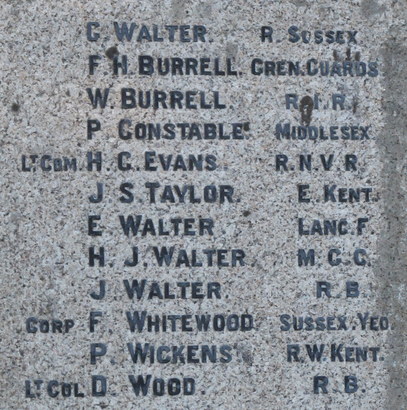 C. WALTER. R. SUSSEX
F. H. BURRELL. GREN. GUARDS
W. BURRELL. R. I. R.
P. CONSTABLE. MIDDLESEX
LT. COM. H. C. EVANS. R. N. V. R.
J. S. TAYLOR. E. KENT.
E. WALTER LANC. F.
H. J. WALTER. M. G. C.
J. WALTER. R. B.
CORP. F. WHITEWOOD. SUSSEX. YEO.
P. WICKENS. R. W. KENT.
LT. COL D. WOOD. R. B.